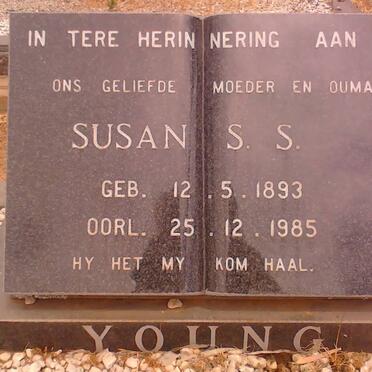 IN TERE HERINNERING AAN
ONS GELIEFDE MOEDER EN OUMA
SUSAN S. S.
GEB. 12.5.1893
OORL. 25.12.1985
HY HET MY KOM HAAL.
YOUNG